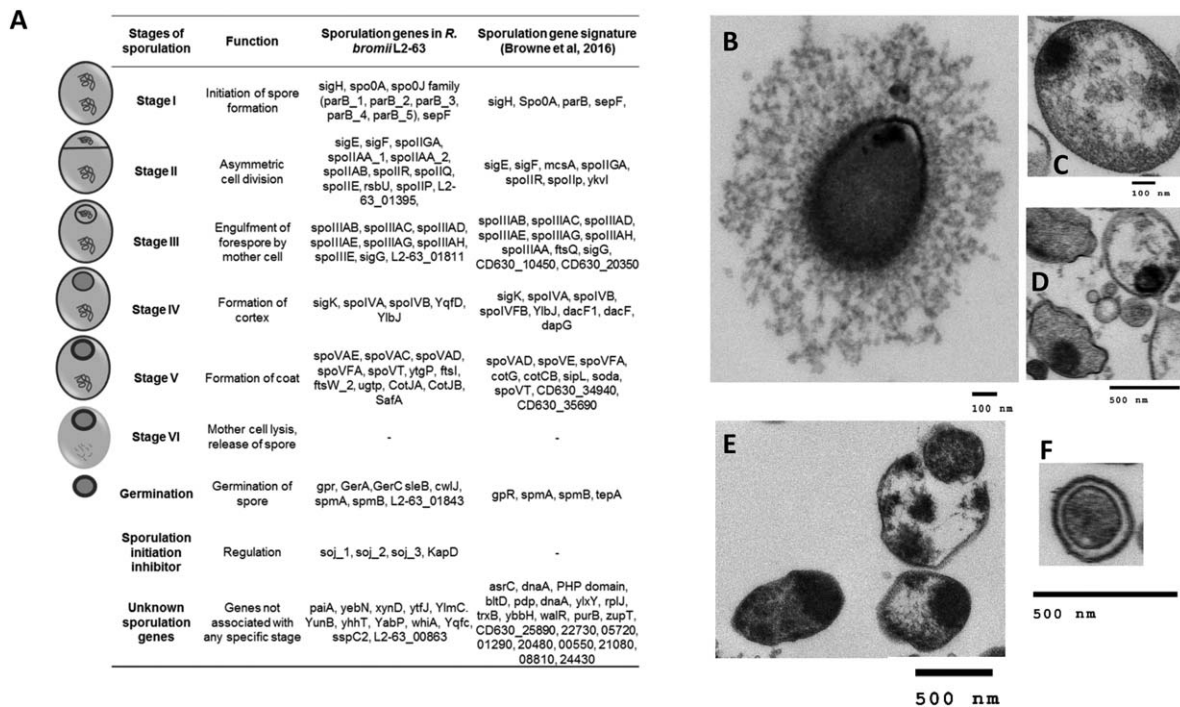 A
Stages of sporulation
Function
Sporulation genes in R. bromii L2-63
Sporulation gene signature (Browne et al, 2016)
Stage I
Initiation of spore
formation
sigH, spo0A, spo0J family
(parB_1, parB_2, parB_3,
parB_4, parB_5), sepF
sigH, Spo0A, parB, sepF,
Stage II
Asymmetric
cell division
sigE, sigF, spoIIGA,
spoIIAA_1, spoIIAA_2,
spoIIAB, spoIIR, spoIIQ,
spoIIE, rsbU, spoIIP, L2-
63_01395,
sigE, sigF, mcsA, spoIIGA,
spoIIR, spoIIp, ykvI
Stage III
Engulfment of
forespore by
mother cell
spoIIIAB, spoIIIAC, spoIIIAD,
spoIIIAE, spoIIIAG, spoIIIAH,
spoIIIE, sigG, L2-63_01811
spoIIIAB, spoIIIAC, spoIIIAD,
spoIIIAE, spoIIIAG, spoIIIAH,
spoIIIAA, ftsQ, sigG,
CD630_10450, CD630_20350
Stage IV
Formation of
cortex
sigK, spoIVA, spoIVB, YqfD,
YlbJ
sigK, spoIVA, spoIVB,
spoIVFB, YlbJ, dacF1, dacF,
dapG
Stage V
Formation of coat
spoVAE, spoVAC, spoVAD,
spoVFA, spoVT, ytgP, ftsI,
ftsW_2, ugtp, CotJA, CotJB,
SafA
spoVAD, spoVE, spoVFA,
cotG, cotCB, sipL, soda,
spoVT, CD630_34940,
CD630_35690
Stage VI
Mother cell lysis,
release of spore
-
-
Germination
Germination of
spore
gpr, GerA,GerC sleB, cwlJ,
spmA, spmB, L2-63_01843
gpR, spmA, spmB, tepA
Sporulation
initiation
inhibitor
Regulation
soj_1, soj_2, soj_3, KapD
-
Unknown
sporulation
genes
Genes not
associated with
any specific stage
paiA, yebN, xynD, ytfJ, YlmC.
YunB, yhhT, YabP, whiA, Yqfc,
sspC2, L2-63_00863
asrC, dnaA, PHP domain,
bltD, pdp, dnaA, ylxY, rplJ,
trxB, ybbH, walR, purB, zupT,
CD630_25890, 22730, 05720,
01290, 20480, 00550, 21080,
08810, 24430
B
100 nm
C
100 nm
D
500 nm
E
500 nm
F
500 nm